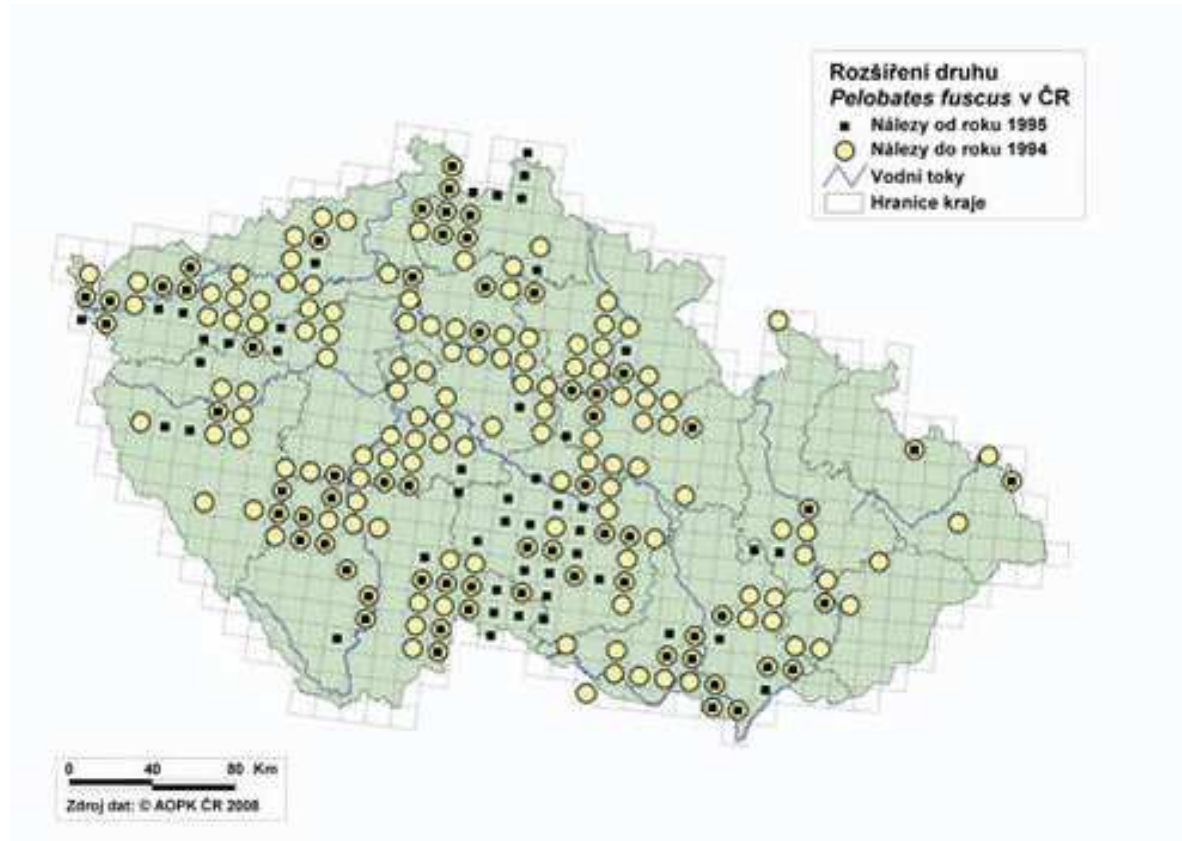 Rozšíření druhu
Pelobates fuscus v ČR
Nálezy od roku 1995
Nálezy do roku 1994
Vodní toky
Hranice kraje
0 40 80 Km
Zdroj dat: © AOPK ČR 2008